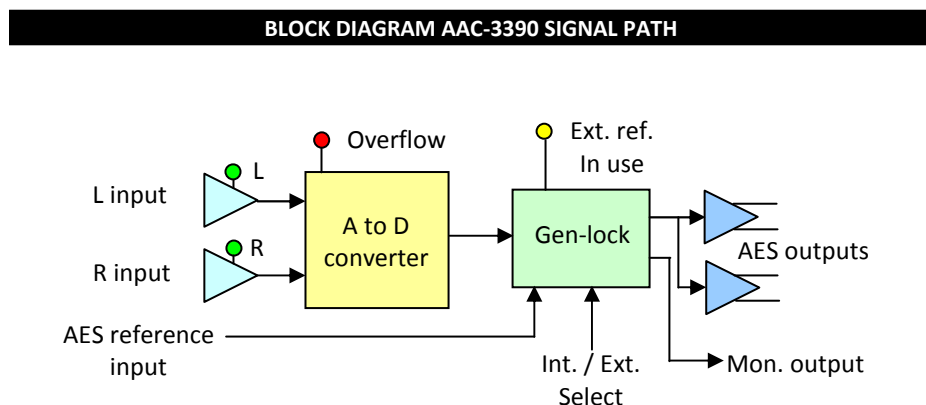 BLOCK DIAGRAM AAC-3390 SIGNAL PATH
Overflow
Ext. ref.
In use
L
L input
A to D
converter
Gen-lock
AES outputs
R
R input
AES reference
input
Int. / Ext.
Select
Mon. output